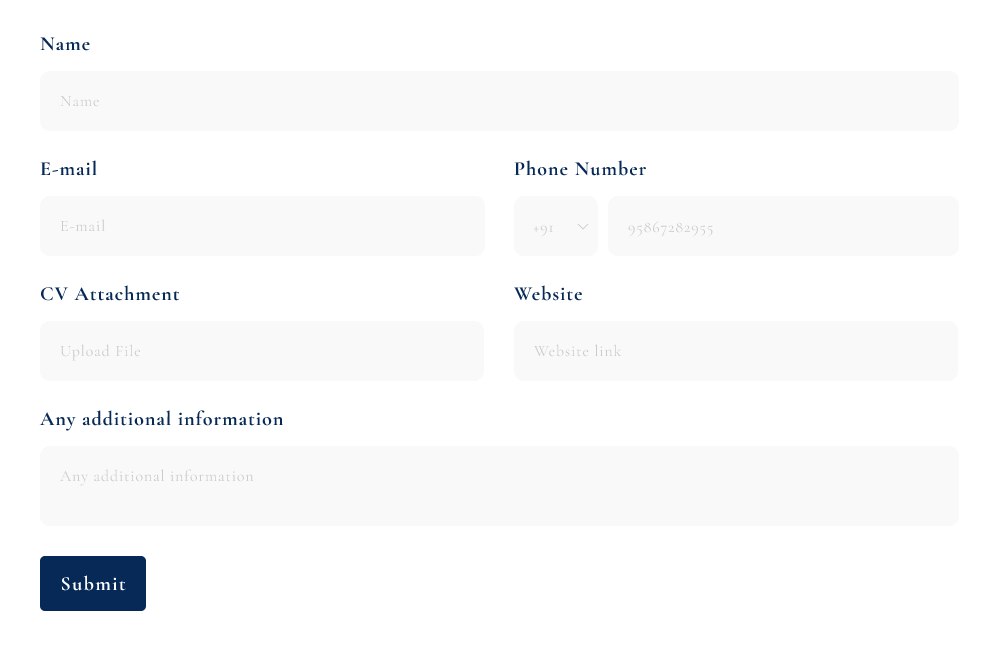 Name
Name
E-mail
Phone Number
E-mail
+91
95867282955
CV Attachment
Website
Upload File
Website link
Any additional information
Any additional information
Submit